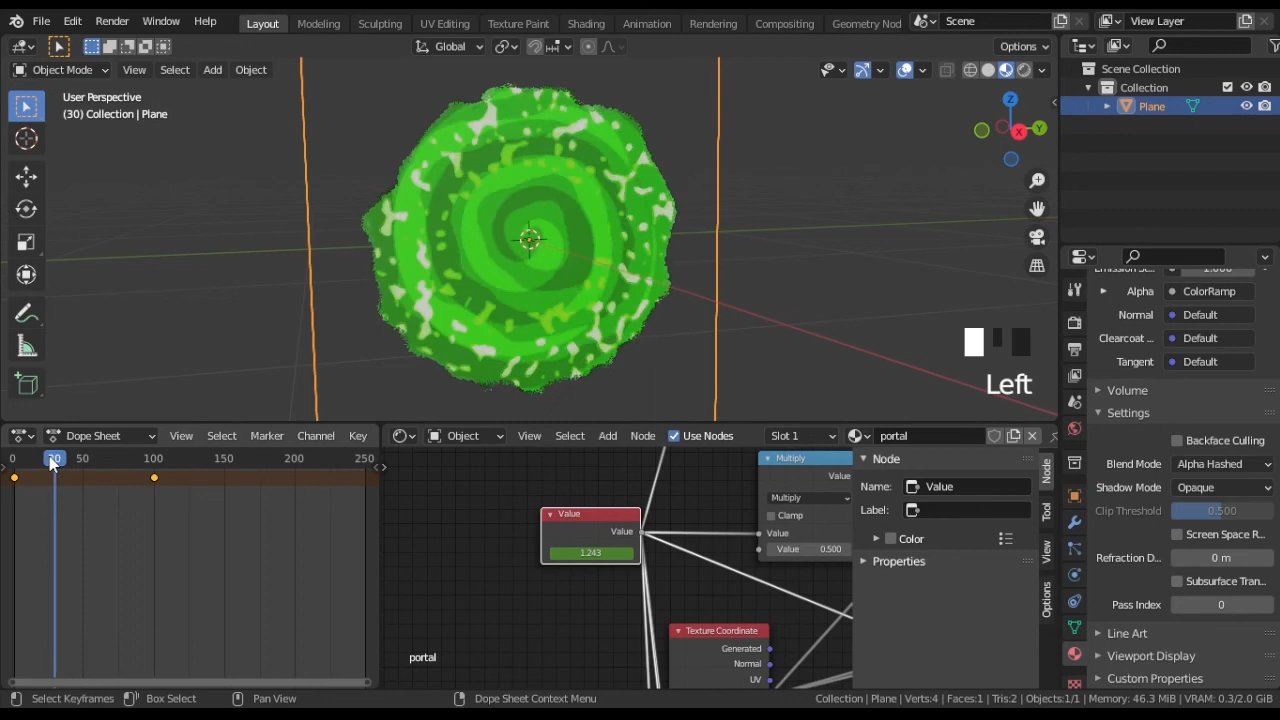 File Edit Render Window Help Layout Modeling Sculpting UV Editing Texture Paint Shading Animation Rendering Compositing Geometry Nod Scene View Layer
Global Options
Object Mode View Select Add Object
User Perspective
(30) Collection | Plane
Z
Y
X
Scene Collection
Collection
Plane
Left
Dope Sheet View Select Marker Channel Key
0 50 100 150 200 250
Object View Select Add Node Use Nodes Slot 1 portal
Value
Value
1.243
Multiply
Value
Multiply
Clamp
Value
Value 0.500
Texture Coordinate
Generated
Normal
UV
portal
Node
Name: Value
Label:
Color
Properties
Node
Tool
View
Options
1.000
Alpha ColorRamp
Normal Default
Clearcoat ... Default
Tangent Default
Volume
Settings
Backface Culling
Blend Mode Alpha Hashed
Shadow Mode Opaque
Clip Threshold 0.500
Screen Space R...
Refraction D... 0 m
Subsurface Tran...
Pass Index 0
Line Art
Viewport Display
Custom Properties
Select Keyframes Box Select Pan View Dope Sheet Context Menu Collection | Plane | Verts:4 | Faces:1 | Tris:2 | Objects:1/1 | Memory: 46.3 MiB | VRAM: 0.3/2.0 GiB